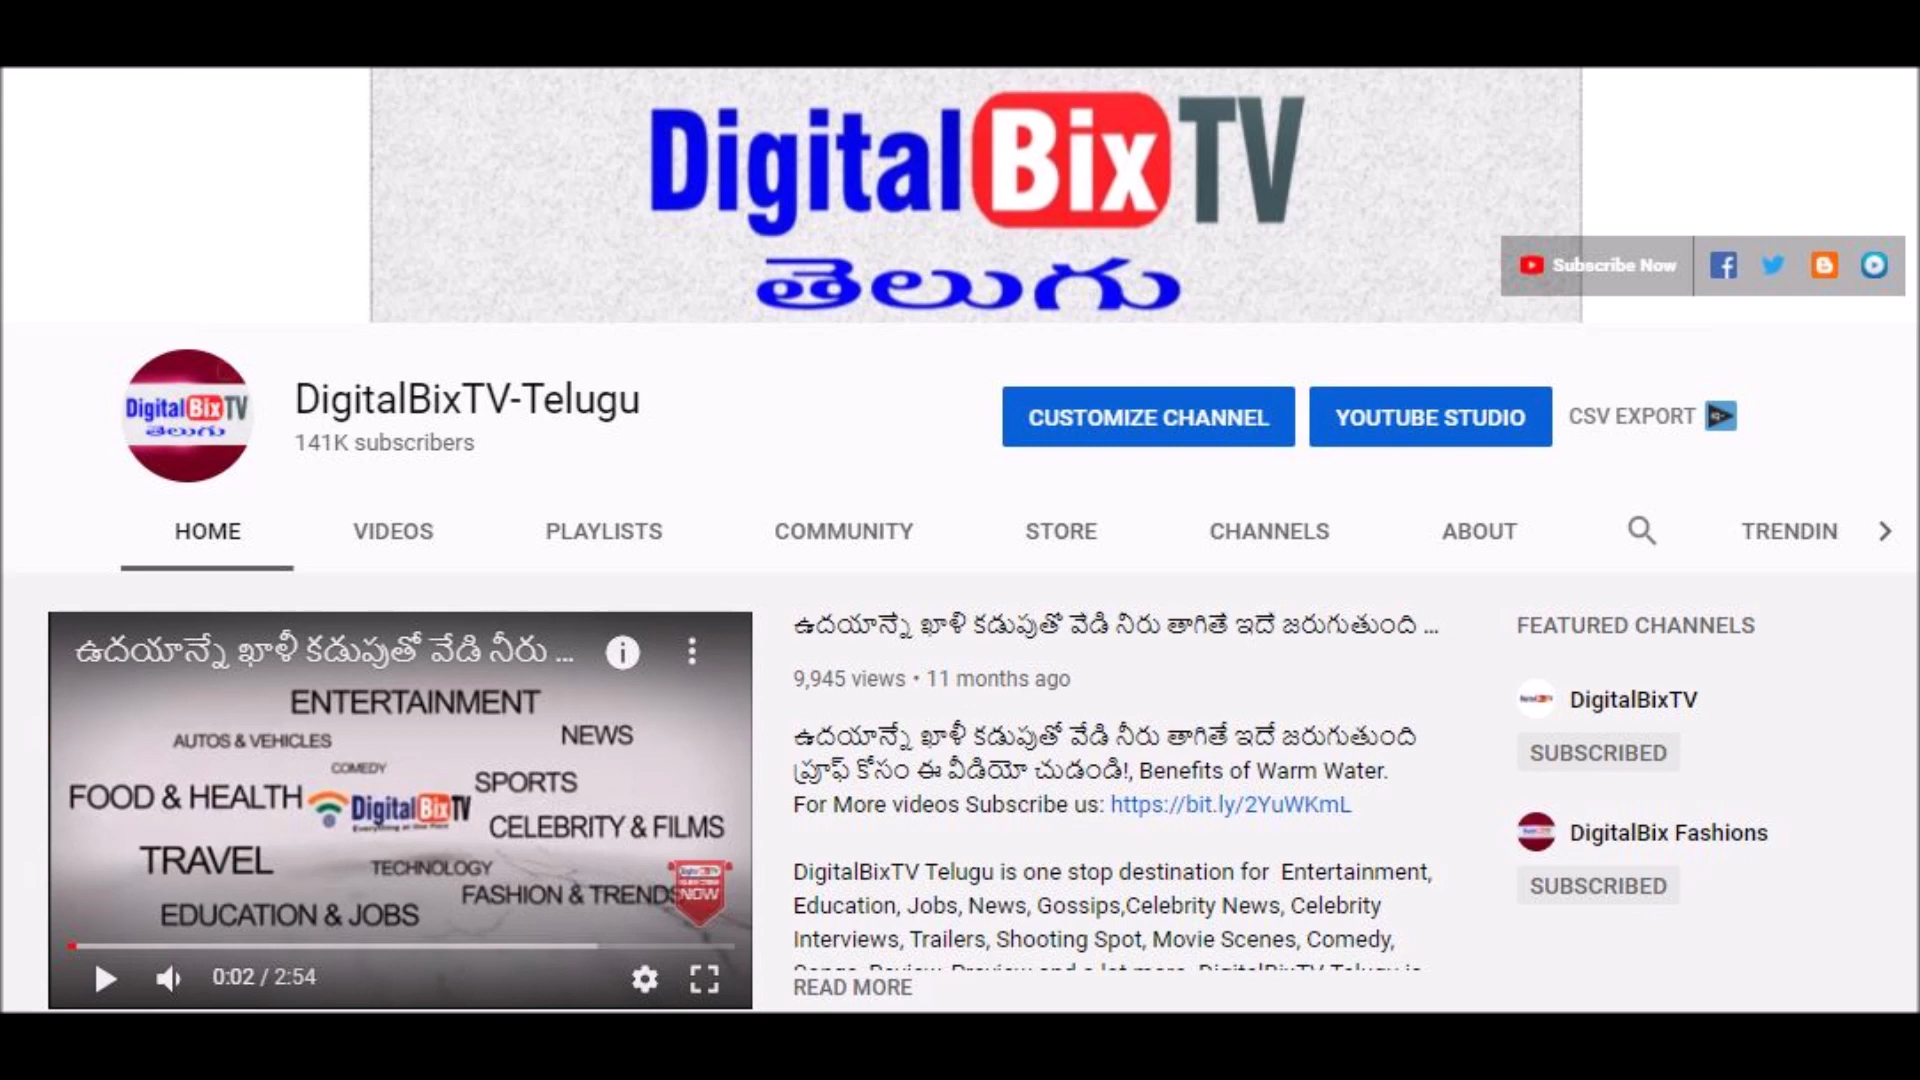 DigitalBixTV
తెలుగు
Subscribe Now
DigitalBixTV
తెలుగు
DigitalBixTV-Telugu
141K subscribers
CUSTOMIZE CHANNEL
YOUTUBE STUDIO
CSV EXPORT
HOME
VIDEOS
PLAYLISTS
COMMUNITY
STORE
CHANNELS
ABOUT
TRENDIN
ఉదయాన్నే ఖాళీ కడుపుతో వేడి నీరు ...
ENTERTAINMENT
AUTOS & VEHICLES
NEWS
COMEDY
SPORTS
FOOD & HEALTH
DigitalBixTV
CELEBRITY & FILMS
TRAVEL
TECHNOLOGY
FASHION & TRENDS
NOW
EDUCATION & JOBS
0:02 / 2:54
ఉదయాన్నే ఖాళీ కడుపుతో వేడి నీరు తాగితే ఇదే జరుగుతుంది ...
9,945 views • 11 months ago
ఉదయాన్నే ఖాళీ కడుపుతో వేడి నీరు తాగితే ఇదే జరుగుతుంది
ప్రూఫ్ కోసం ఈ వీడియో చుడండి!, Benefits of Warm Water.
For More videos Subscribe us: https://bit.ly/2YuWKmL
DigitalBixTV Telugu is one stop destination for Entertainment,
Education, Jobs, News, Gossips,Celebrity News, Celebrity
Interviews, Trailers, Shooting Spot, Movie Scenes, Comedy,
READ MORE
FEATURED CHANNELS
DigitalBixTV
SUBSCRIBED
DigitalBix Fashions
SUBSCRIBED